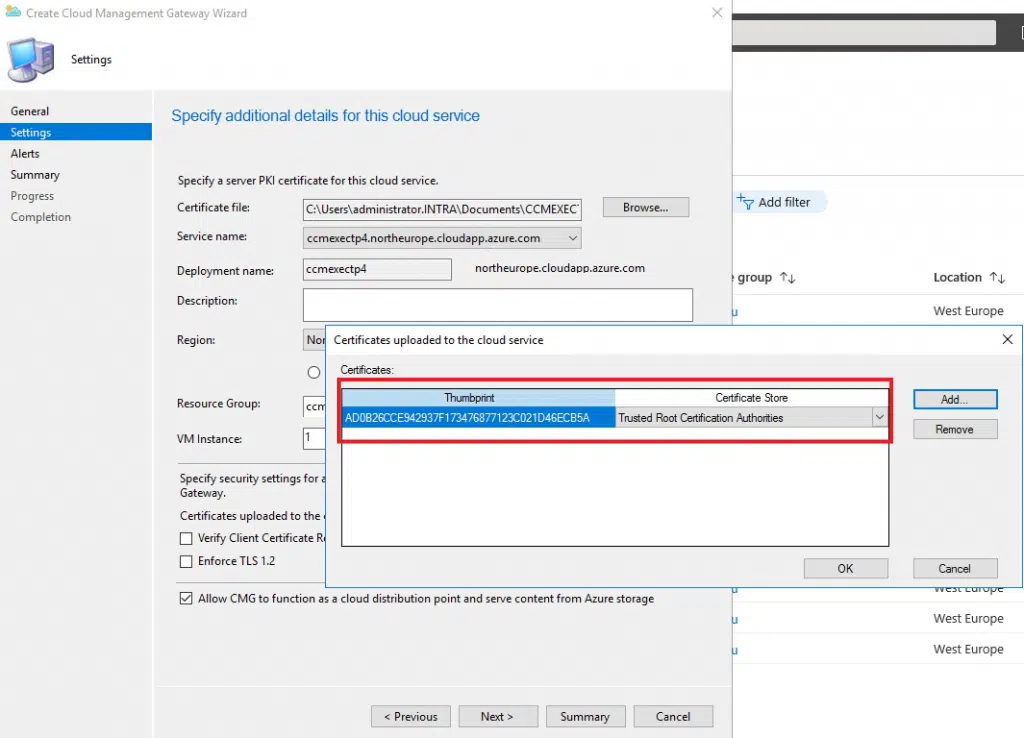 Create Cloud Management Gateway Wizard
Settings
General
Settings
Alerts
Summary
Progress
Completion
Specify additional details for this cloud service
Specify a server PKI certificate for this cloud service.
Certificate file: C:\Users\administrator.INTRA\Documents\CCMEXEC Browse...
Service name: ccmexectp4.northeurope.cloudapp.azure.com
Deployment name: ccmexectp4 northeurope.cloudapp.azure.com
Description:
Region: Nor
Resource Group: ccm
VM Instance: 1
Specify security settings for a
Gateway.
Certificates uploaded to the
Verify Client Certificate Re
Enforce TLS 1.2
Allow CMG to function as a cloud distribution point and serve content from Azure storage
< Previous Next > Summary Cancel
Certificates uploaded to the cloud service
Certificates:
Thumbprint Certificate Store
AD0B26CCE942937F173476877123C021D46ECB5A Trusted Root Certification Authorities
Add...
Remove
OK Cancel
Add filter
group Location
u West Europe
u West Europe
u West Europe
u West Europe